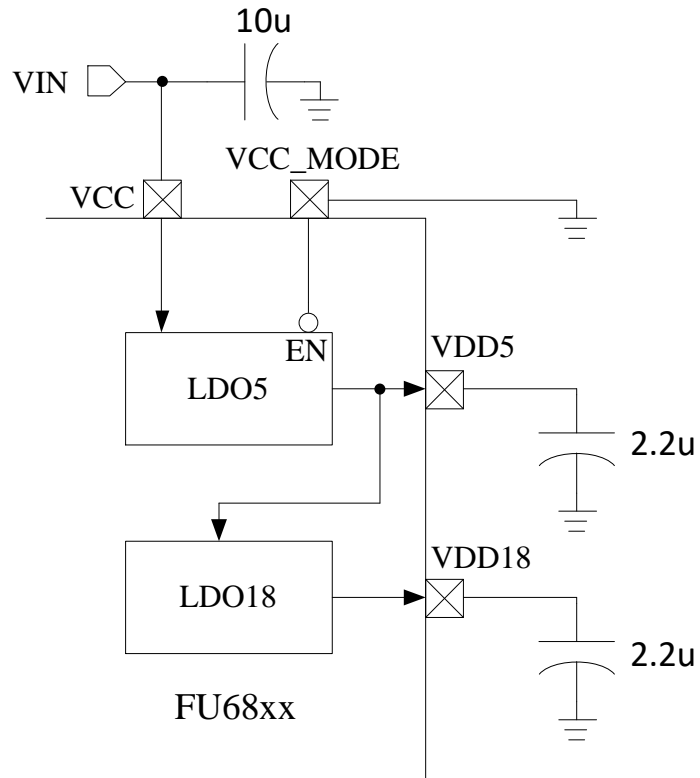 10u
VIN
VCC_MODE
VCC
EN
LDO5
VDD5
2.2u
LDO18
VDD18
2.2u
FU68xx